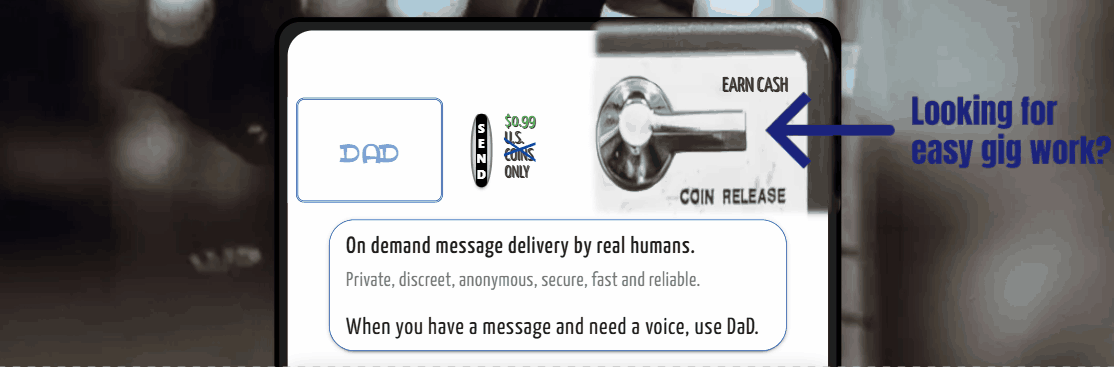 DAD
SEND
$0.99
U.S.
COINS
ONLY
EARN CASH
COIN RELEASE
Looking for
easy gig work?
On demand message delivery by real humans.
Private, discreet, anonymous, secure, fast and reliable.
When you have a message and need a voice, use DaD.